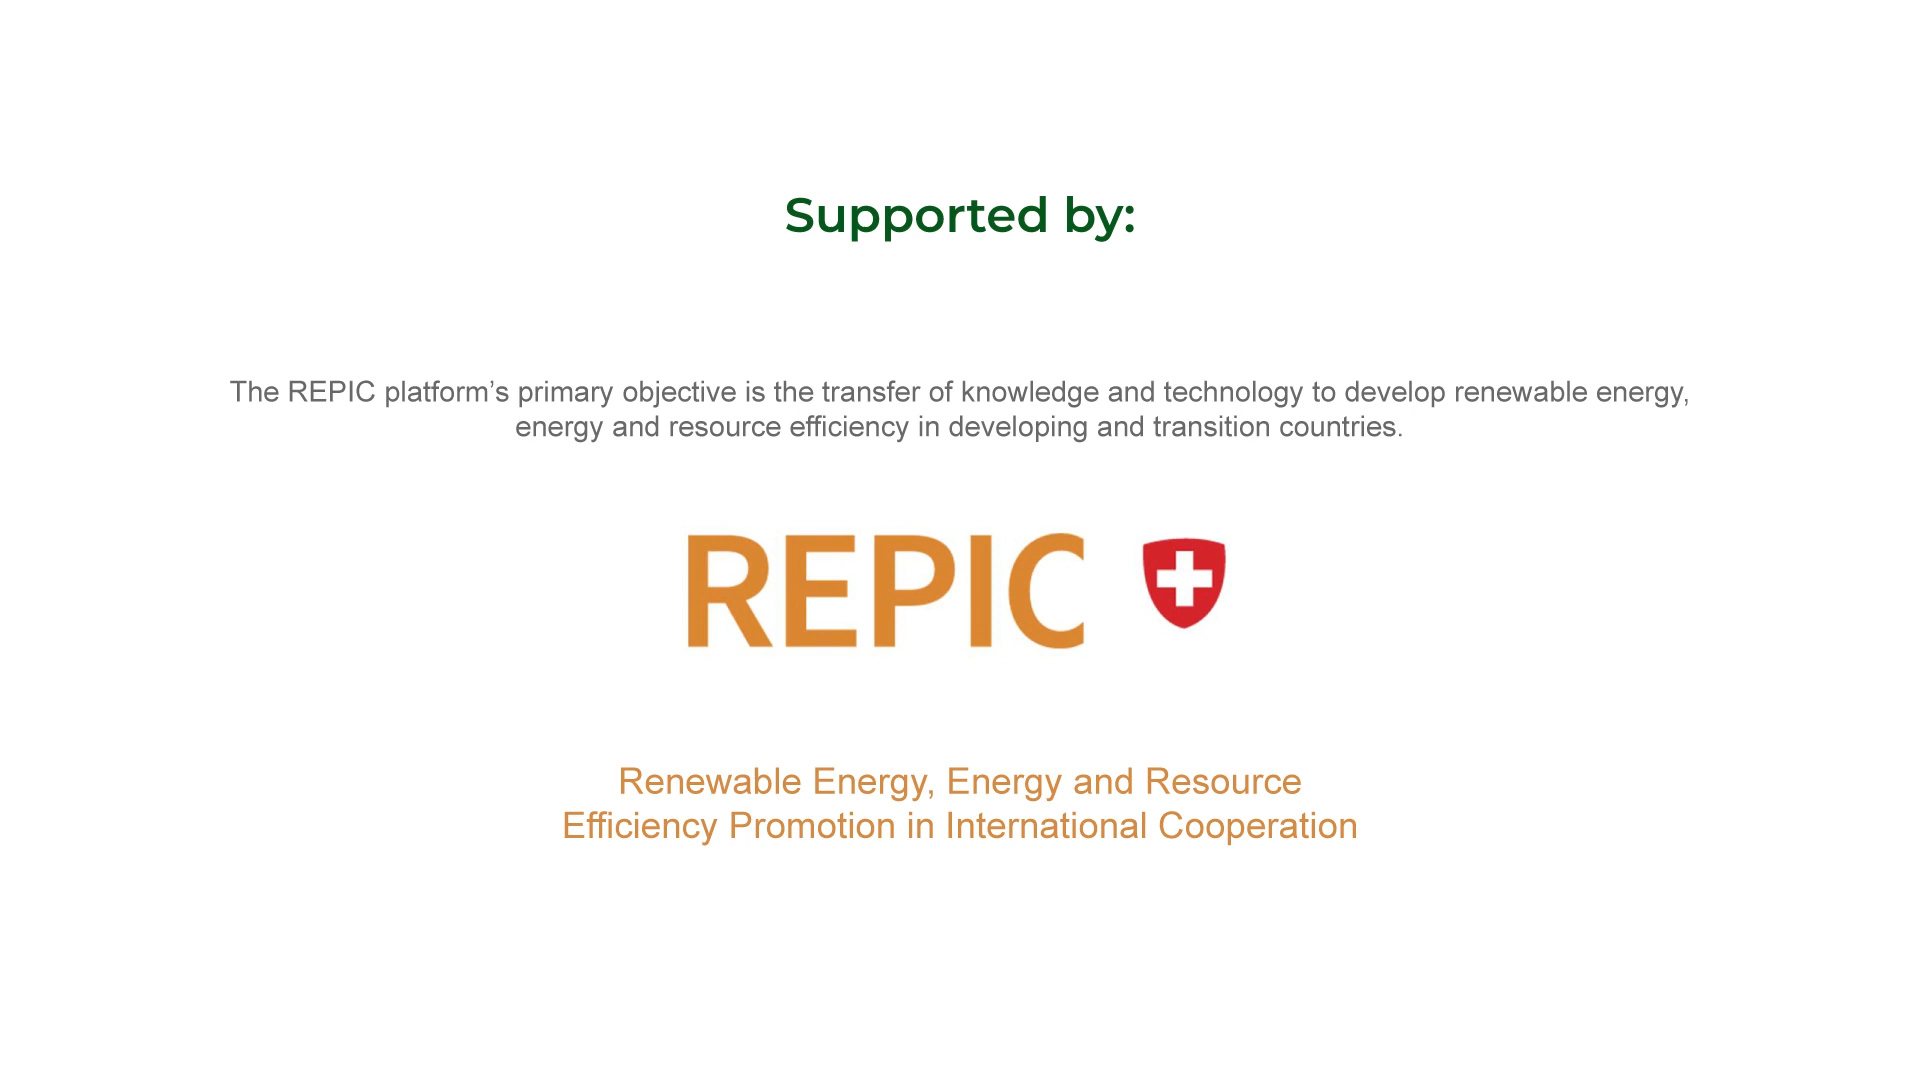 Supported by:
The REPIC platform’s primary objective is the transfer of knowledge and technology to develop renewable energy,
energy and resource efficiency in developing and transition countries.
REPIC
Renewable Energy, Energy and Resource
Efficiency Promotion in International Cooperation